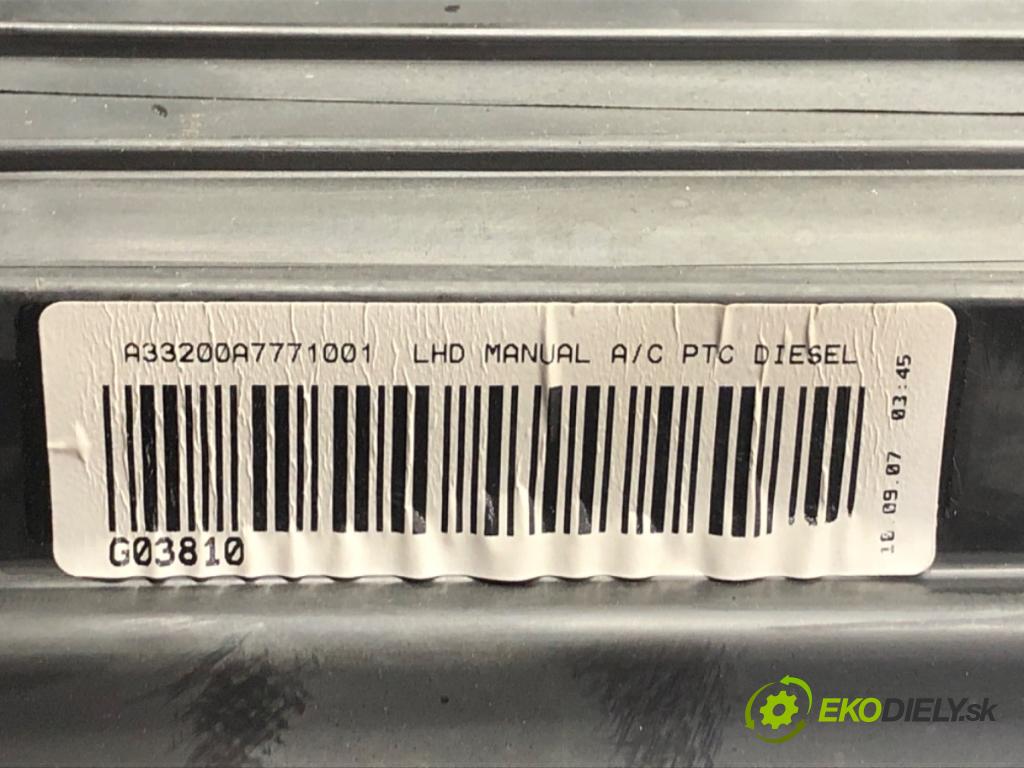 A33200A7771001 LHD MANUAL A/C PTC DIESEL
G03810
10.09.07 03:45
EKODIELY.sk